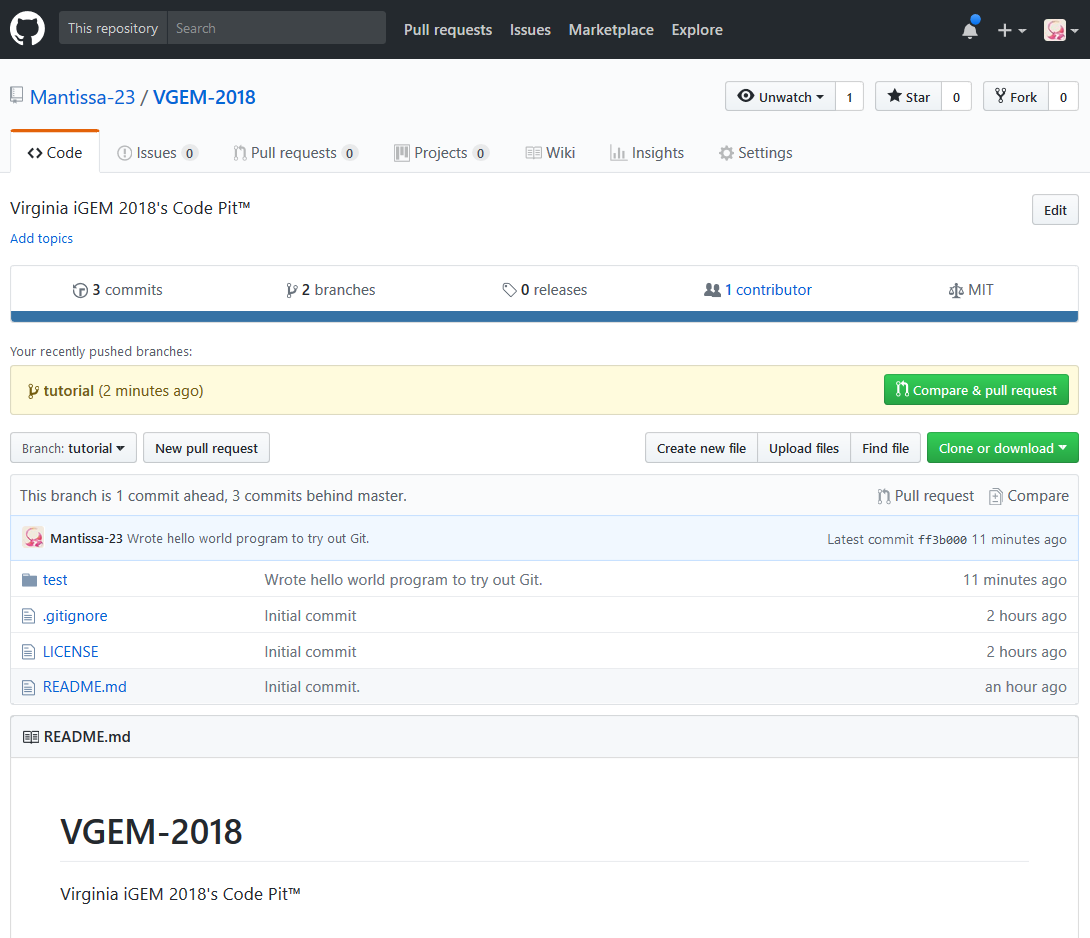 This repository Search Pull requests Issues Marketplace Explore
Mantissa-23 / VGEM-2018 Unwatch 1 Star 0 Fork 0
Code Issues 0 Pull requests 0 Projects 0 Wiki Insights Settings
Virginia iGEM 2018's Code Pit™ Edit
Add topics
3 commits 2 branches 0 releases 1 contributor MIT
Your recently pushed branches:
tutorial (2 minutes ago) Compare & pull request
Branch: tutorial New pull request Create new file Upload files Find file Clone or download
This branch is 1 commit ahead, 3 commits behind master. Pull request Compare
Mantissa-23 Wrote hello world program to try out Git. Latest commit ff3b000 11 minutes ago
test Wrote hello world program to try out Git. 11 minutes ago
.gitignore Initial commit 2 hours ago
LICENSE Initial commit 2 hours ago
README.md Initial commit. an hour ago
README.md
VGEM-2018
Virginia iGEM 2018's Code Pit™